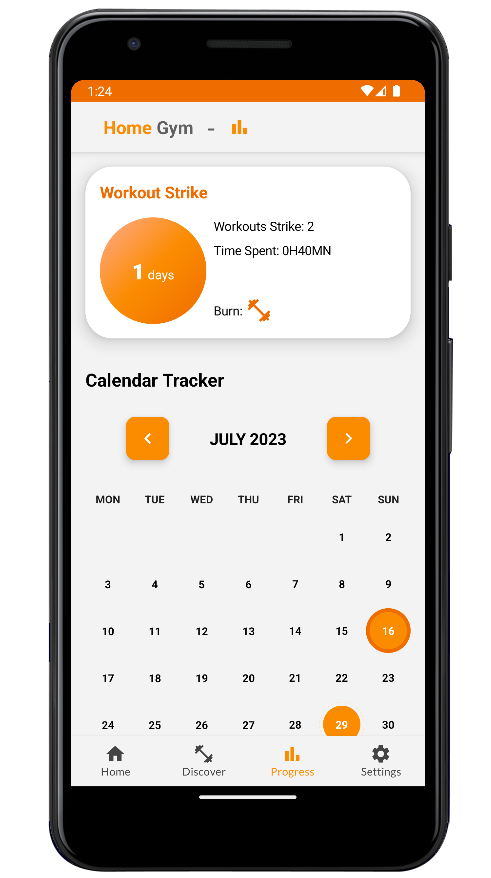 1:24
Home Gym -
Workout Strike
1 days
Workouts Strike: 2
Time Spent: 0H40MN
Burn:
Calendar Tracker
JULY 2023
MON TUE WED THU FRI SAT SUN
1 2
3 4 5 6 7 8 9
10 11 12 13 14 15 16
17 18 19 20 21 22 23
24 25 26 27 28 29 30
Home Discover Progress Settings